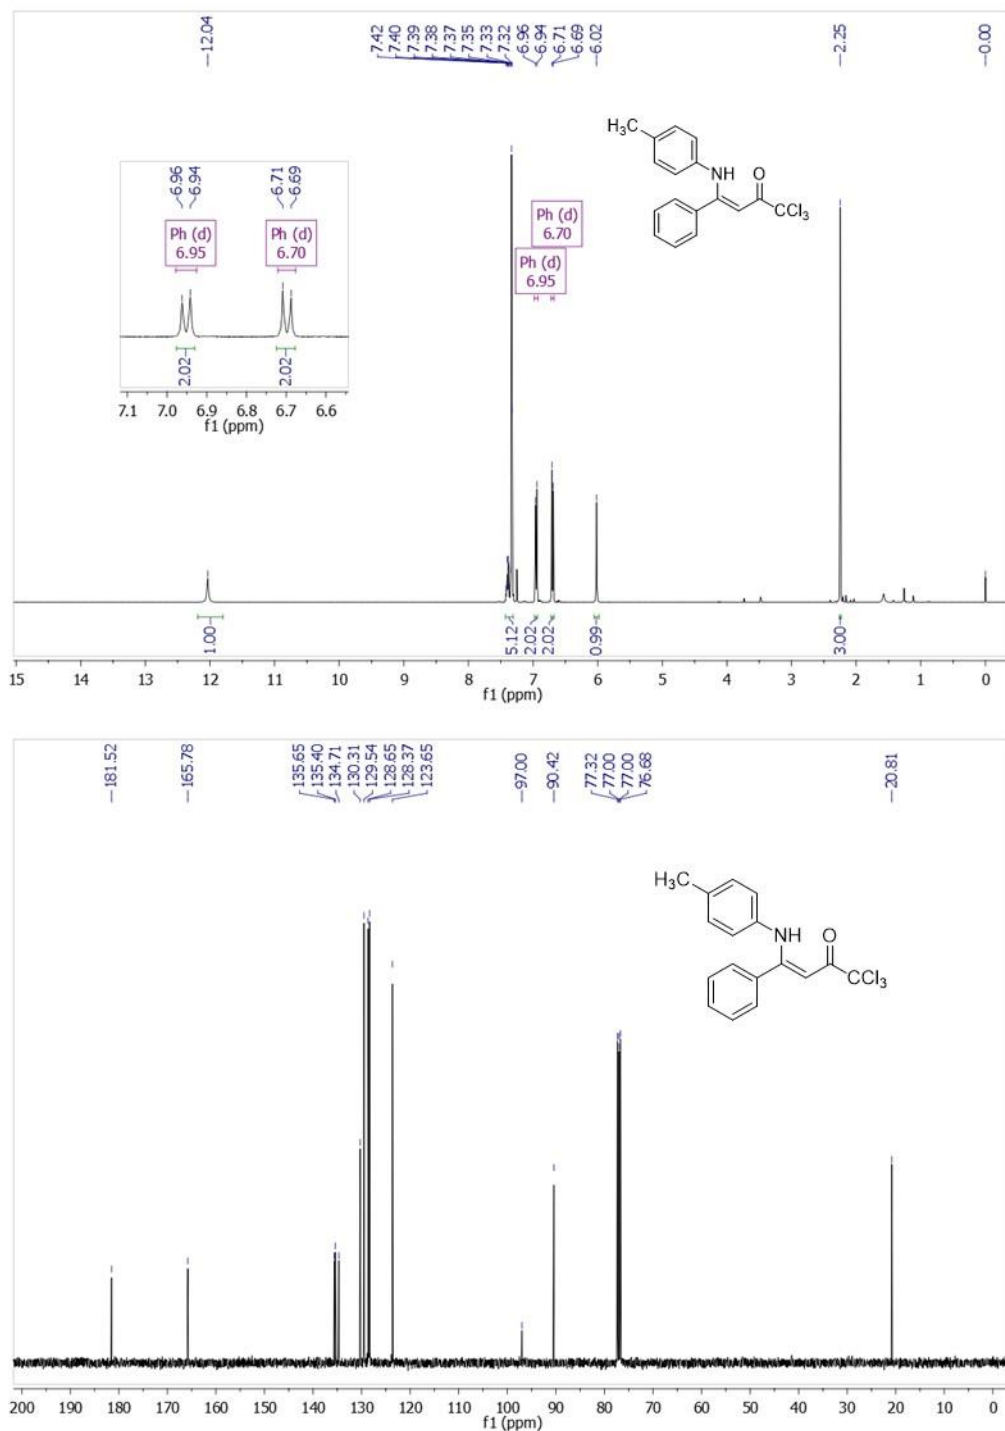 12.04
7.42
7.40
7.39
7.38
7.37
7.35
7.33
7.32
6.96
6.94
6.71
6.69
6.02
2.25
0.00
H₃C
NH
O
CCl₃
6.96
6.94
6.71
6.69
Ph (d)
6.95
Ph (d)
6.70
2.02
2.02
7.1 7.0 6.9 6.8 6.7 6.6
f1 (ppm)
Ph (d)
6.70
Ph (d)
6.95
1.00
5.12
2.02
2.02
0.99
3.00
15 14 13 12 11 10 9 8 7 6 5 4 3 2 1 0
f1 (ppm)
181.52
165.78
135.65
135.40
134.71
130.31
129.54
128.65
128.37
123.65
97.00
90.42
77.32
77.00
77.00
76.68
20.81
H₃C
NH
O
CCl₃
200 190 180 170 160 150 140 130 120 110 100 90 80 70 60 50 40 30 20 10 0
f1 (ppm)